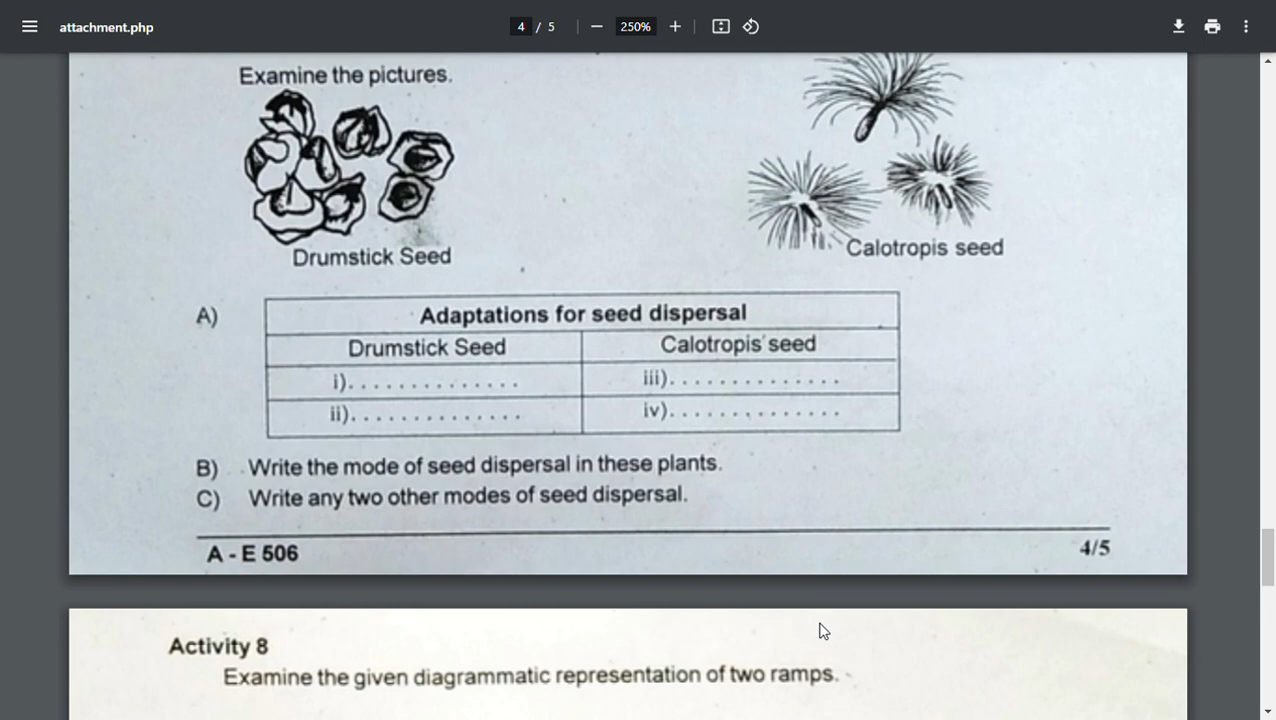 attachment.php
4 / 5
250%
Examine the pictures.
Drumstick Seed
Calotropis seed
A)
Adaptations for seed dispersal
Drumstick Seed
Calotropis seed
i). . . . . . . . . . . . . .
iii). . . . . . . . . . . . . .
ii). . . . . . . . . . . . . .
iv). . . . . . . . . . . . . .
B) Write the mode of seed dispersal in these plants.
C) Write any two other modes of seed dispersal.
A - E 506
4/5
Activity 8
Examine the given diagrammatic representation of two ramps.